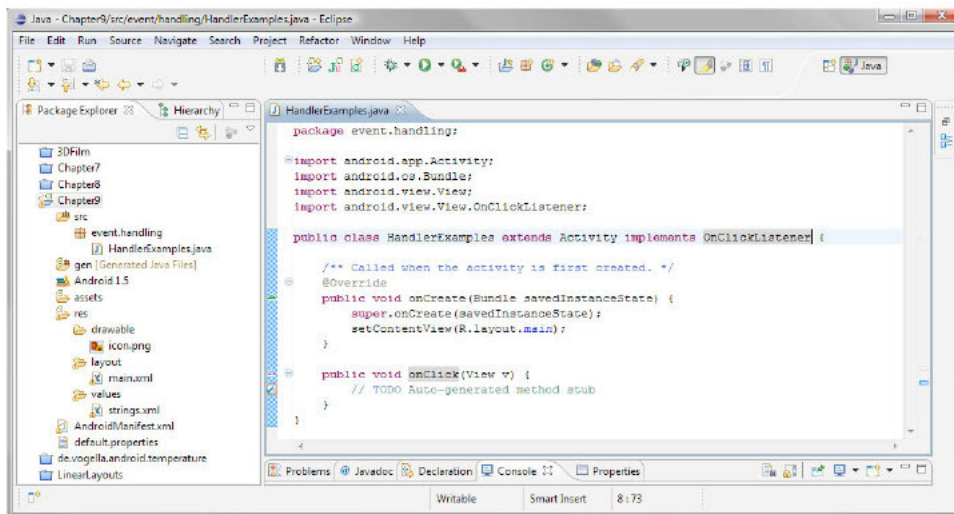 Java - Chapter9/src/event/handling/HandlerExamples.java - Eclipse
File Edit Run Source Navigate Search Project Refactor Window Help
Java
Package Explorer Hierarchy
3DFilm
Chapter7
Chapter8
Chapter9
src
event.handling
HandlerExamples.java
gen [Generated Java Files]
Android 1.5
assets
res
drawable
icon.png
layout
main.xml
values
strings.xml
AndroidManifest.xml
default.properties
de.vogella.android.temperature
LinearLayouts
HandlerExamples.java
package event.handling;
import android.app.Activity;
import android.os.Bundle;
import android.view.View;
import android.view.View.OnClickListener;
public class HandlerExamples extends Activity implements OnClickListener {
/** Called when the activity is first created. */
@Override
public void onCreate(Bundle savedInstanceState) {
super.onCreate(savedInstanceState);
setContentView(R.layout.main);
}
public void onClick(View v) {
// TODO Auto-generated method stub
}
}
Problems @ Javadoc Declaration Console Properties
Writable Smart Insert 8:73